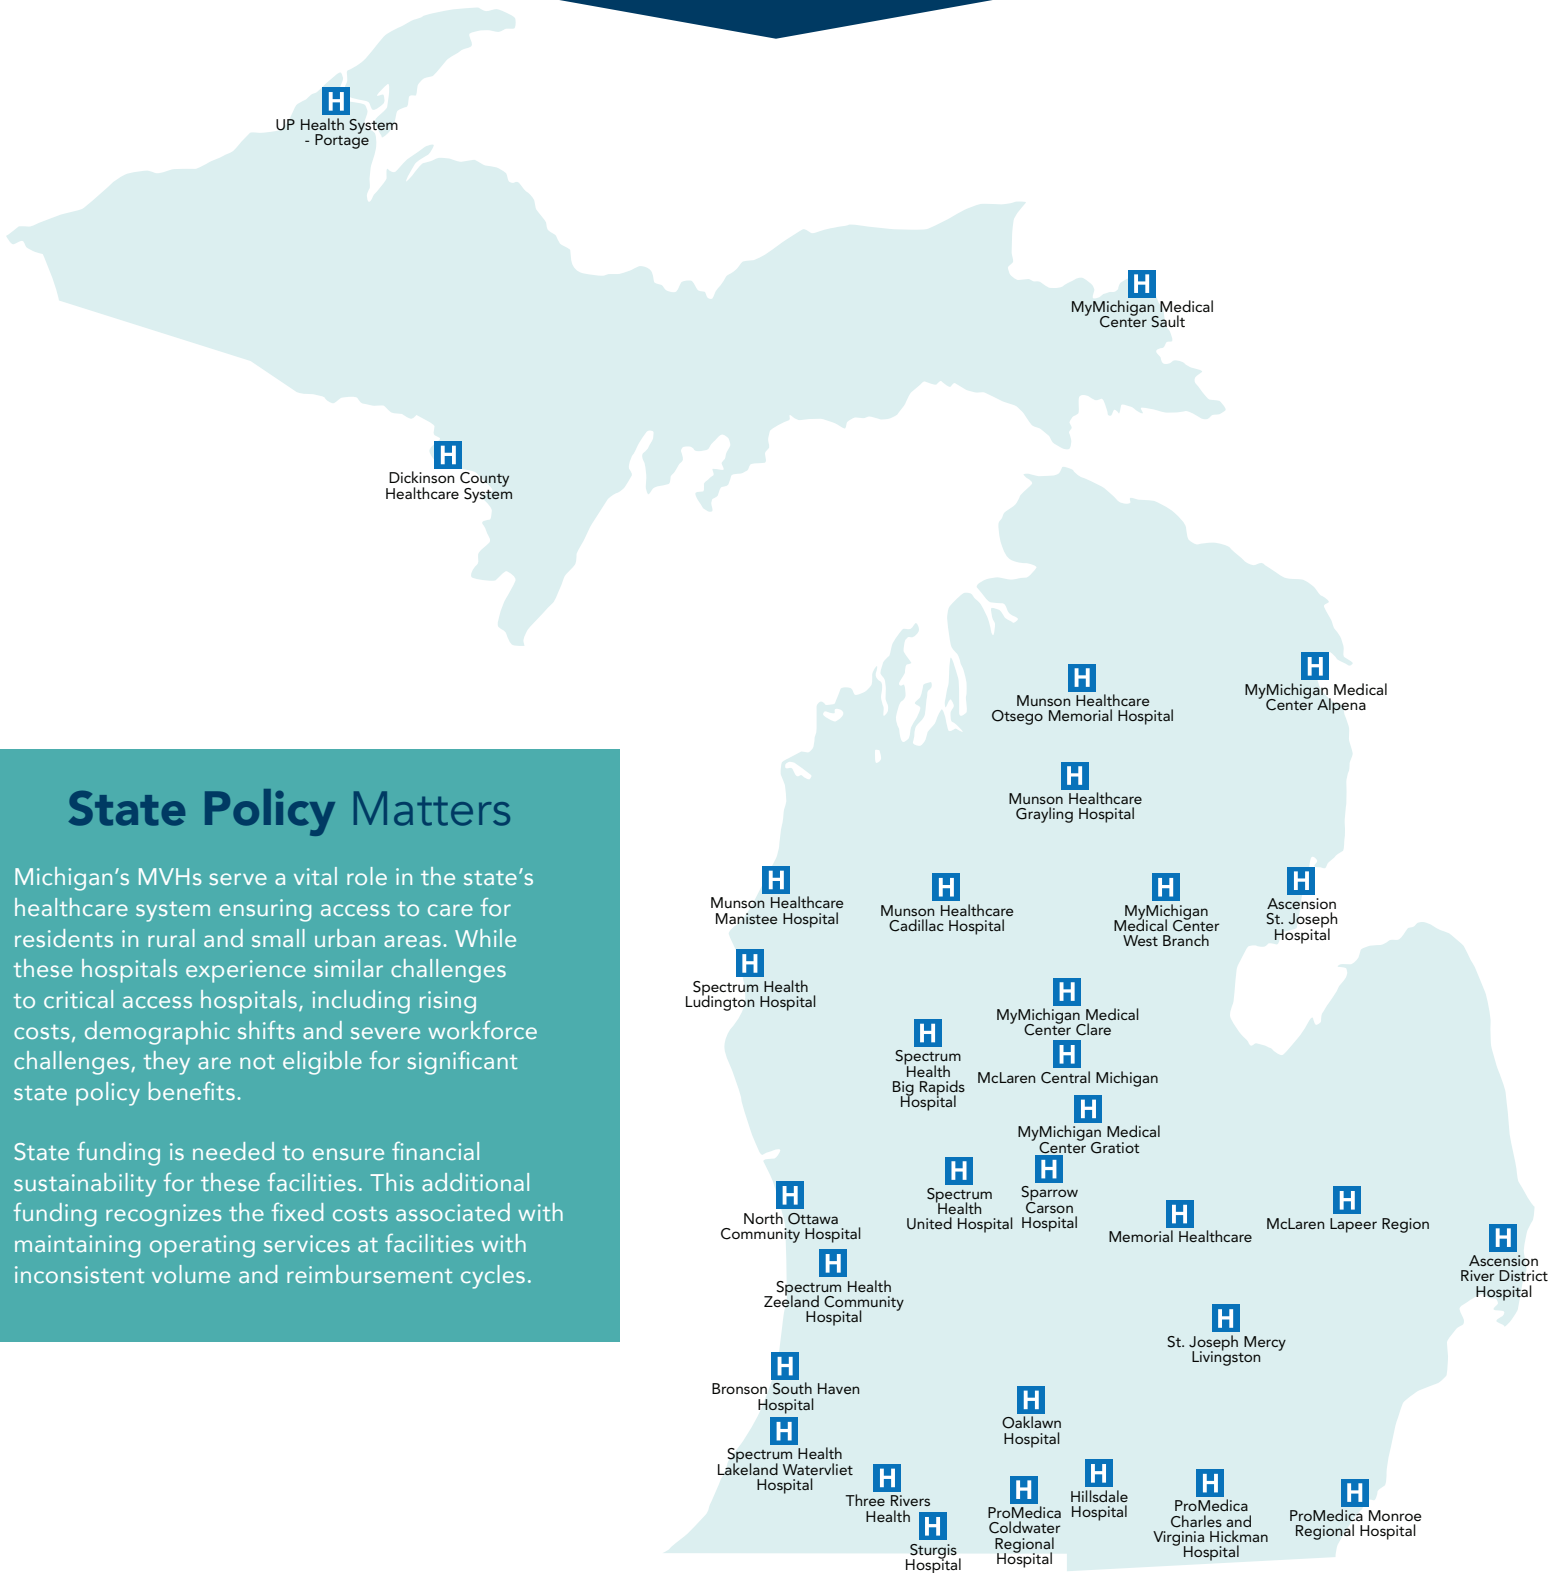 H
UP Health System
- Portage
H
MyMichigan Medical
Center Sault
H
Dickinson County
Healthcare System
H
Munson Healthcare
Otsego Memorial Hospital
H
MyMichigan Medical
Center Alpena
H
Munson Healthcare
Grayling Hospital
State Policy Matters
Michigan's MVHs serve a vital role in the state's
healthcare system ensuring access to care for
residents in rural and small urban areas. While
these hospitals experience similar challenges
to critical access hospitals, including rising
costs, demographic shifts and severe workforce
challenges, they are not eligible for significant
state policy benefits.
State funding is needed to ensure financial
sustainability for these facilities. This additional
funding recognizes the fixed costs associated with
maintaining operating services at facilities with
inconsistent volume and reimbursement cycles.
H
Munson Healthcare
Manistee Hospital
H
Munson Healthcare
Cadillac Hospital
H
MyMichigan
Medical Center
West Branch
H
Ascension
St. Joseph
Hospital
H
Spectrum Health
Ludington Hospital
H
MyMichigan Medical
Center Clare
H
Spectrum
Health
Big Rapids
Hospital
H
McLaren Central Michigan
H
MyMichigan Medical
Center Gratiot
H
Spectrum
Health
United Hospital
H
Sparrow
Carson
Hospital
H
North Ottawa
Community Hospital
H
Memorial Healthcare
H
McLaren Lapeer Region
H
Ascension
River District
Hospital
H
Spectrum Health
Zeeland Community
Hospital
H
St. Joseph Mercy
Livingston
H
Bronson South Haven
Hospital
H
Oaklawn
Hospital
H
Spectrum Health
Lakeland Watervliet
Hospital
H
Three Rivers
Health
H
Sturgis
Hospital
H
ProMedica
Coldwater
Regional
Hospital
H
Hillsdale
Hospital
H
ProMedica
Charles and
Virginia Hickman
Hospital
H
ProMedica Monroe
Regional Hospital